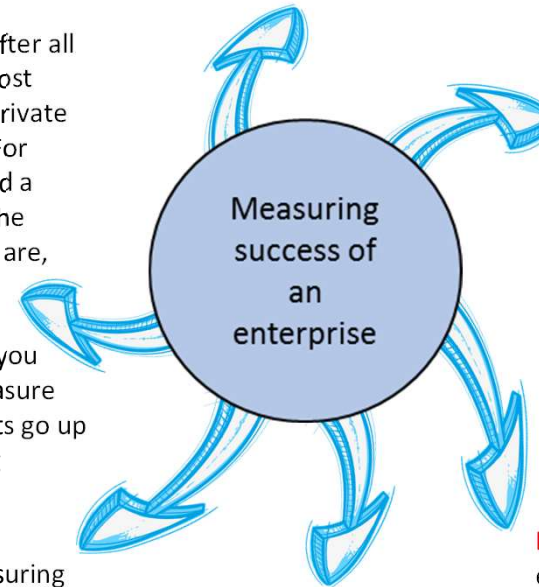 fter all
ost
rivate
For
d a
he
are,
you
asure
ts go up
suring
Measuring
success of
an
enterprise